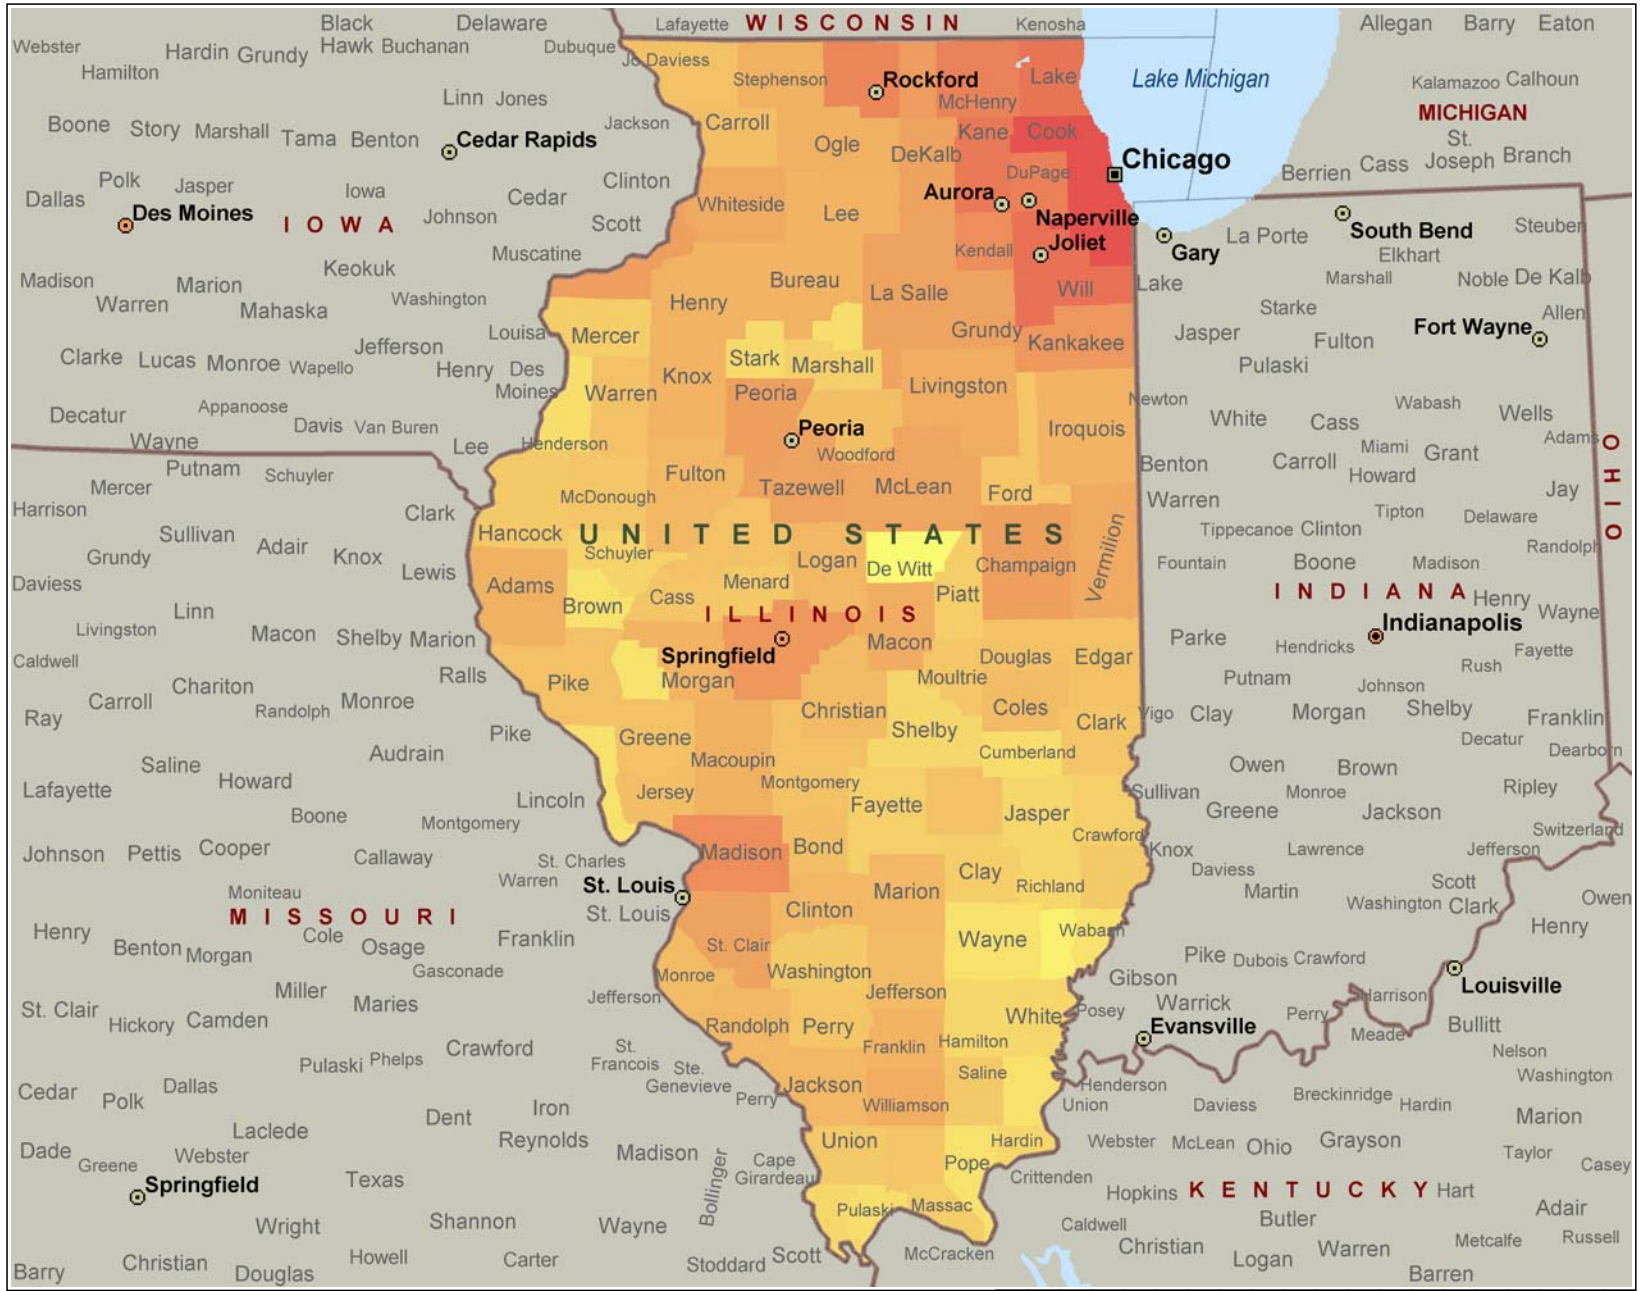 Black Delaware Lafayette WISCONSIN Kenosha Allegan Barry Eaton
Webster Hardin Grundy Hawk Buchanan Dubuque
Hamilton Jo Daviess Stephenson Rockford Lake Lake Michigan Kalamazoo Calhoun
Linn Jones McHenry MICHIGAN
Boone Story Marshall Tama Benton Cedar Rapids Jackson Carroll Ogle Kane Cook St.
DeKalb Chicago Berrien Cass Joseph Branch
Polk Jasper Iowa Clinton DuPage
Dallas Cedar Aurora
Des Moines IOWA Johnson Scott Whiteside Lee Naperville South Bend Steuben
Muscatine Kendall Joliet Gary La Porte Elkhart
Madison Marion Keokuk Bureau La Salle Will Lake Marshall Noble De Kalb
Warren Mahaska Washington Henry Starke Allen
Louisa Mercer Grundy Kankakee Jasper Fulton Fort Wayne
Clarke Lucas Monroe Wapello Jefferson Henry Des Stark Marshall Pulaski
Moines Warren Knox Peoria Livingston
Decatur Appanoose Davis Van Buren Newton White Cass Wabash Wells
Wayne Lee Henderson Peoria Iroquois Miami Adams OHIO
Putnam Schuyler Woodford Benton Carroll Grant
Mercer Fulton Tazewell McLean Ford Howard Jay
Harrison Clark McDonough Warren Tipton Delaware
Sullivan Adair Knox Hancock UNITED STATES Tippecanoe Clinton Randolph
Grundy Schuyler Logan De Witt Champaign Vermilion Fountain Boone Madison
Daviess Lewis Adams Menard Piatt
Linn Brown Cass ILLINOIS INDIANA Henry Wayne
Livingston Macon Shelby Marion Springfield Macon Parke Hendricks Indianapolis
Caldwell Ralls Morgan Douglas Edgar Rush Fayette
Carroll Chariton Pike Moultrie Putnam Johnson
Ray Randolph Monroe Christian Coles Clark Vigo Clay Morgan Shelby Franklin
Pike Greene Shelby Decatur
Audrain Macoupin Cumberland Dearborn
Saline Howard Montgomery Owen Brown
Lafayette Lincoln Jersey Fayette Jasper Sullivan Monroe Ripley
Boone Montgomery Greene Jackson
Johnson Pettis Cooper Callaway St. Charles Madison Bond Crawford Knox Lawrence Jefferson Switzerland
Moniteau Warren St. Louis Marion Clay Richland Daviess Martin Scott
MISSOURI St. Louis Clinton Washington Clark Owen
Henry Cole Franklin Wayne Wabash Henry
Benton Morgan Osage St. Clair Pike Dubois Crawford
Gasconade Monroe Washington Gibson
Miller Maries Jefferson Jefferson Harrison Louisville
St. Clair Hickory Camden Randolph Perry White Posey Warrick Perry Bullitt
Crawford Franklin Hamilton Evansville Meade
Pulaski Phelps St. Nelson
Francois Ste. Saline
Cedar Polk Dallas Genevieve Jackson Henderson Breckinridge Washington
Iron Perry Williamson Union Daviess Hardin Marion
Laclede Dent Reynolds Union Hardin Webster McLean Ohio Grayson
Dade Greene Webster Madison Cape Pope Taylor
Springfield Texas Bollinger Girardeau Crittenden Hopkins KENTUCKY Hart Casey
Wright Shannon Wayne Pulaski Massac Caldwell Butler Adair
Barry Christian Howell Carter Stoddard Scott McCracken Christian Logan Warren Metcalfe Russell
Douglas Barren